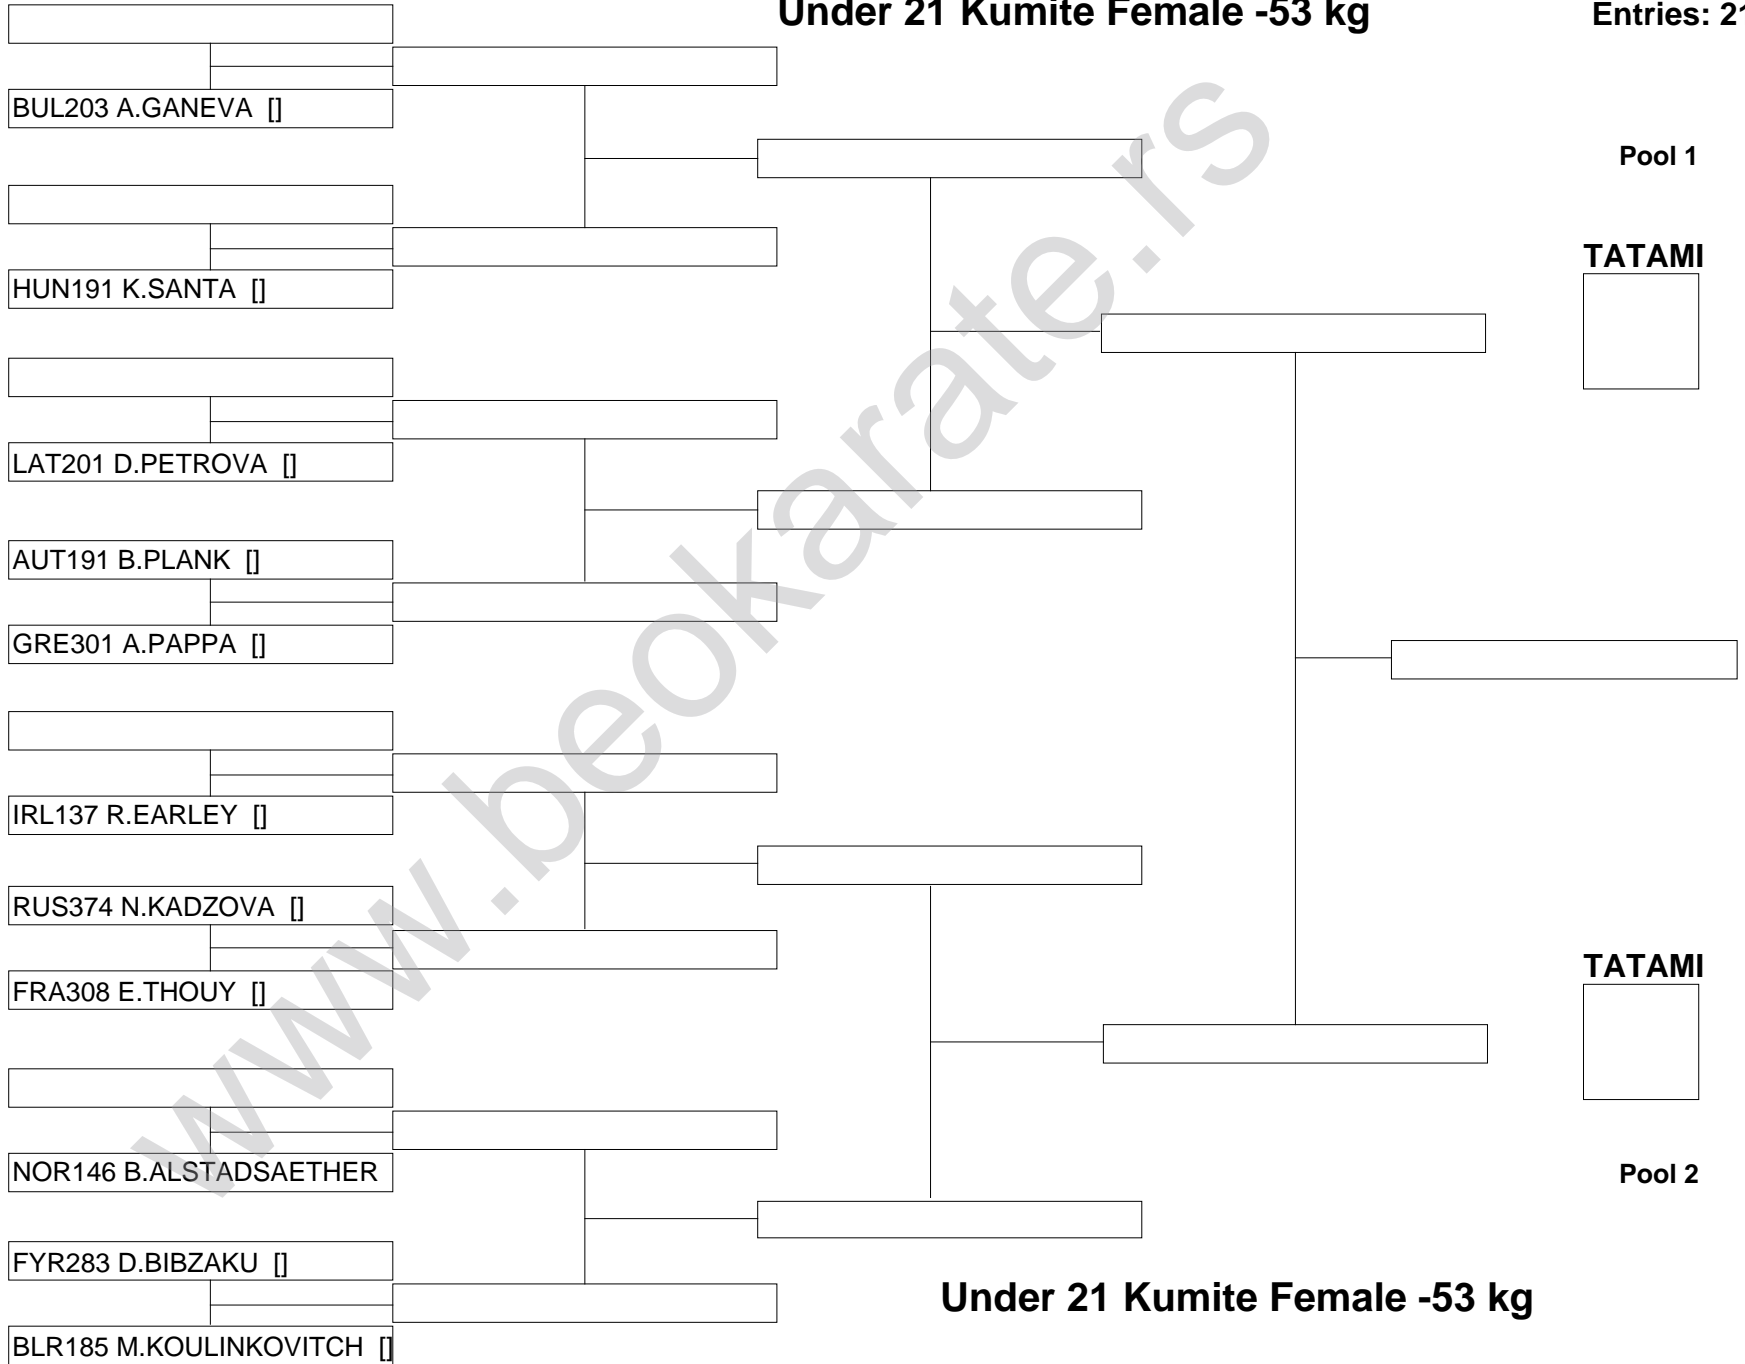 Under 21 Kumite Female -53 kg
Entries: 21
BUL203 A.GANEVA []
Pool 1
HUN191 K.SANTA []
TATAMI
LAT201 D.PETROVA []
AUT191 B.PLANK []
GRE301 A.PAPPA []
IRL137 R.EARLEY []
RUS374 N.KADZOVA []
FRA308 E.THOUY []
TATAMI
NOR146 B.ALSTADSAETHER
Pool 2
FYR283 D.BIBZAKU []
Under 21 Kumite Female -53 kg
BLR185 M.KOULINKOVITCH []
www.beokarate.rs